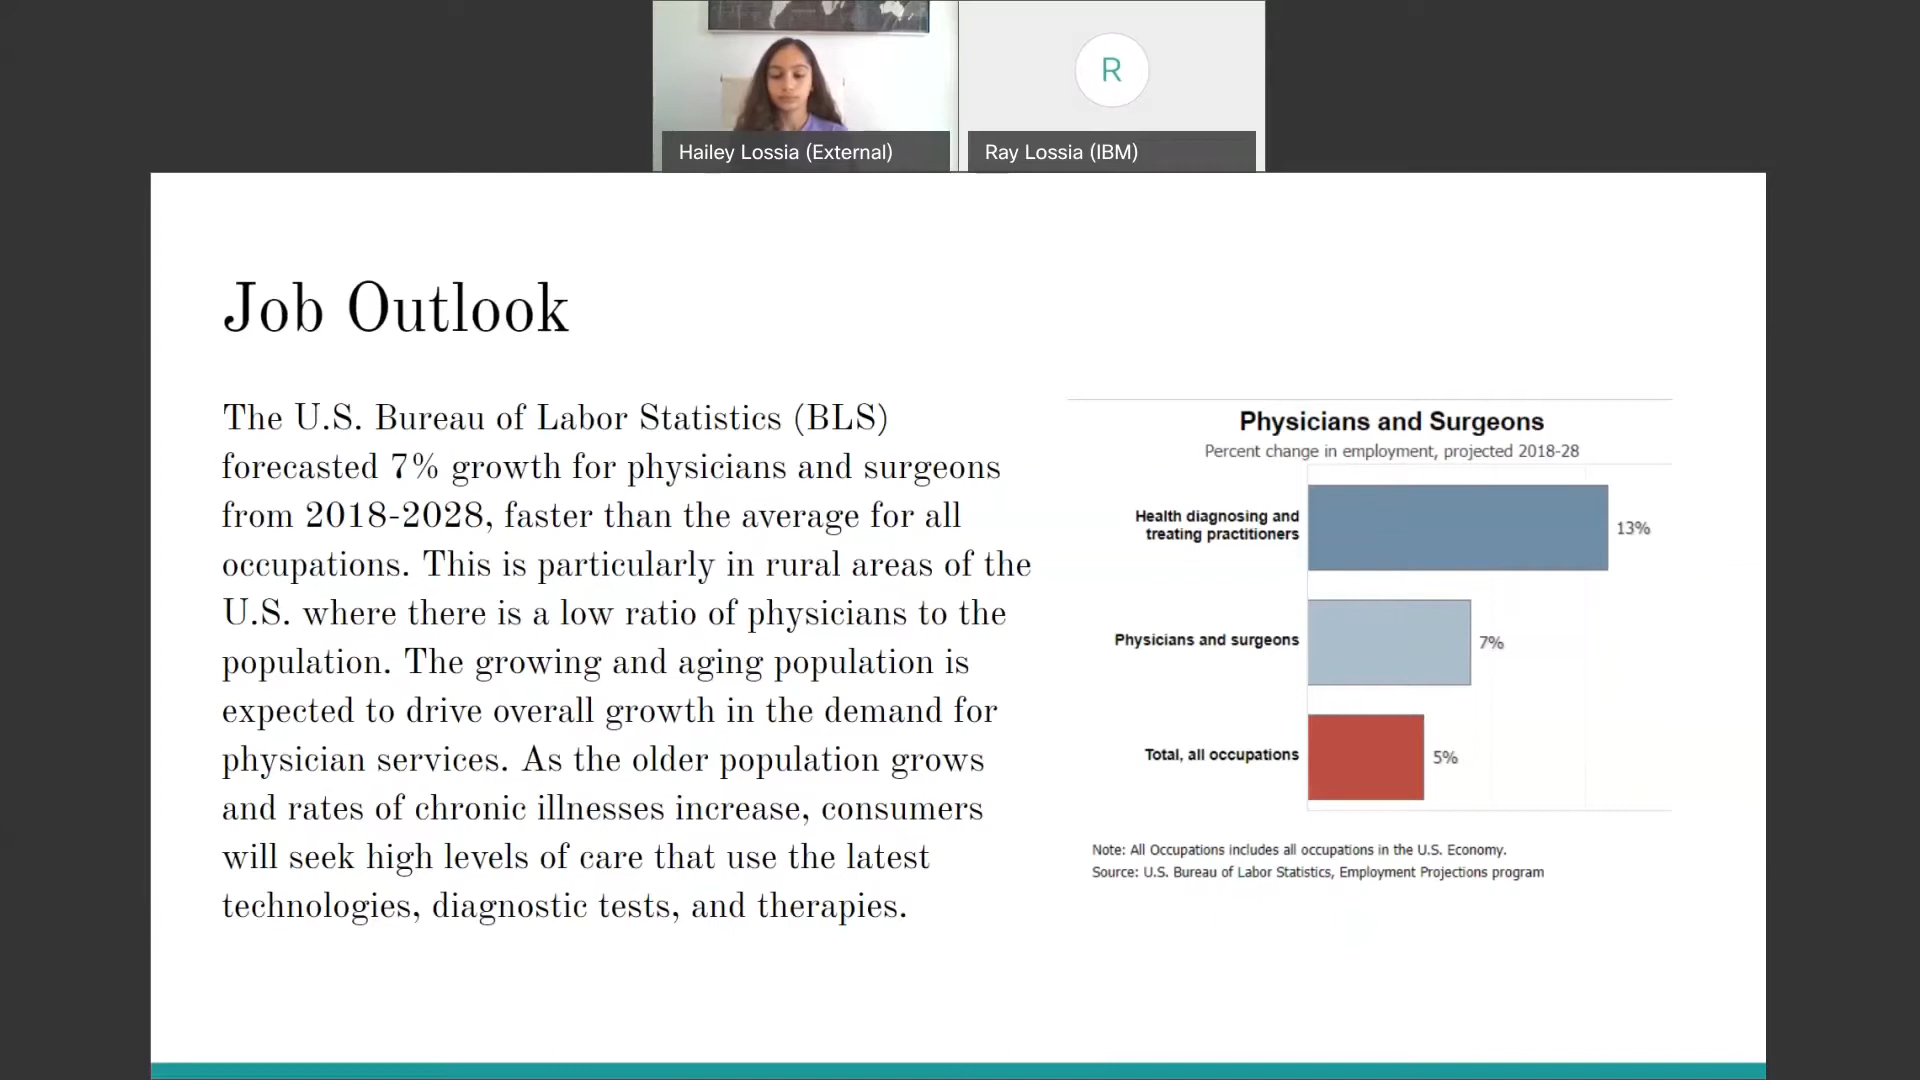 R
Hailey Lossia (External)
Ray Lossia (IBM)
Job Outlook
The U.S. Bureau of Labor Statistics (BLS)
forecasted 7% growth for physicians and surgeons
from 2018-2028, faster than the average for all
occupations. This is particularly in rural areas of the
U.S. where there is a low ratio of physicians to the
population. The growing and aging population is
expected to drive overall growth in the demand for
physician services. As the older population grows
and rates of chronic illnesses increase, consumers
will seek high levels of care that use the latest
technologies, diagnostic tests, and therapies.
Physicians and Surgeons
Percent change in employment, projected 2018-28
Health diagnosing and
treating practitioners
13%
Physicians and surgeons
7%
Total, all occupations
5%
Note: All Occupations includes all occupations in the U.S. Economy.
Source: U.S. Bureau of Labor Statistics, Employment Projections program